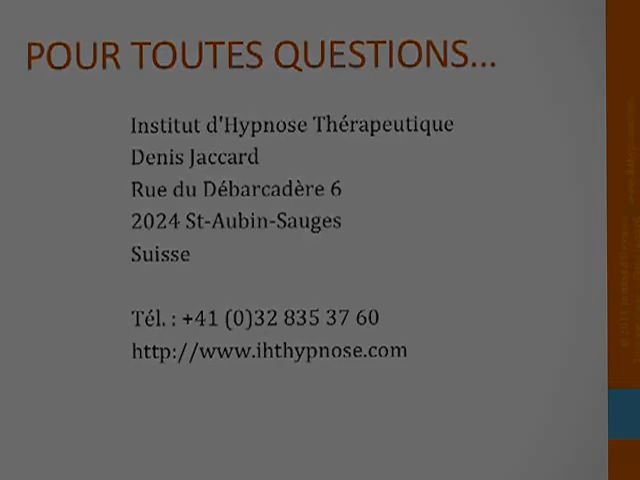 POUR TOUTES QUESTIONS...
Institut d'Hypnose Thérapeutique
Denis Jaccard
Rue du Débarcadère 6
2024 St-Aubin-Sauges
Suisse
Tél. : +41 (0)32 835 37 60
http://www.ihthypnose.com